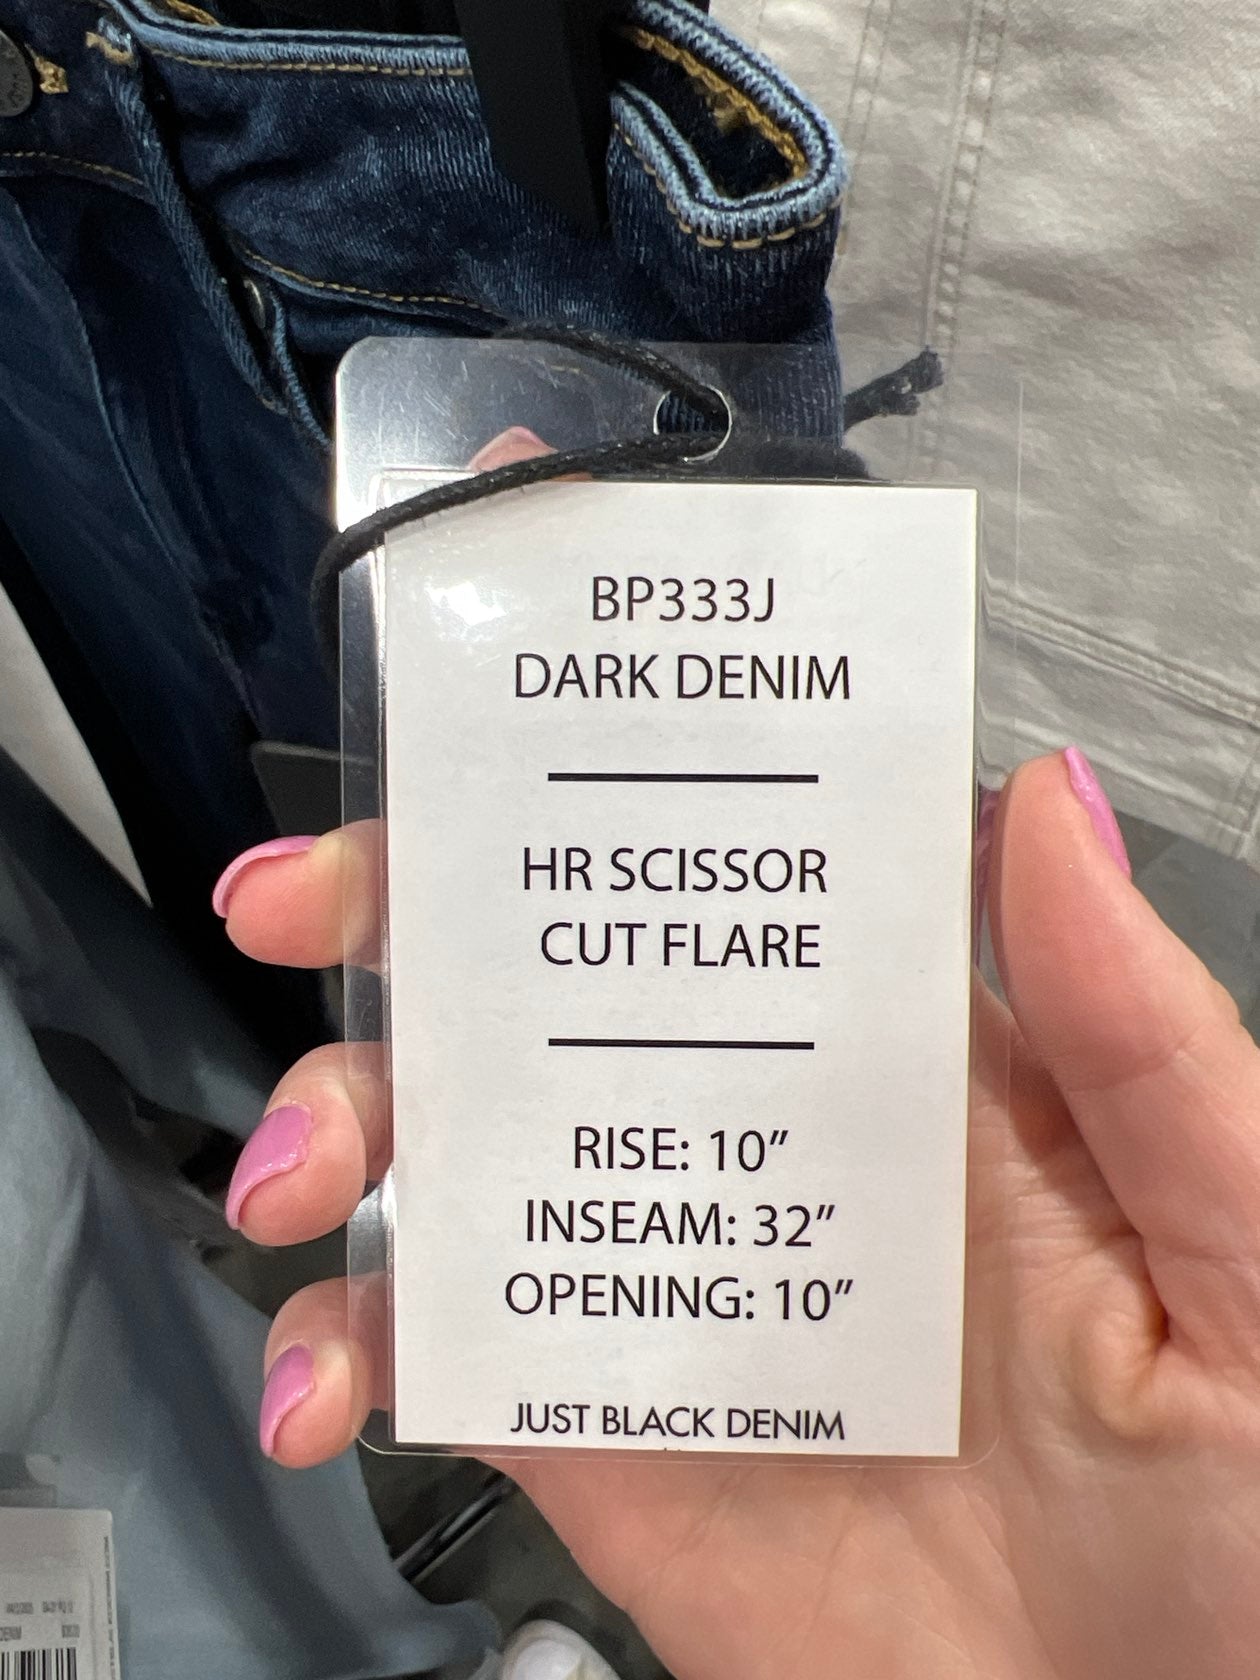 BP333J
DARK DENIM
HR SCISSOR
CUT FLARE
RISE: 10”
INSEAM: 32”
OPENING: 10”
JUST BLACK DENIM